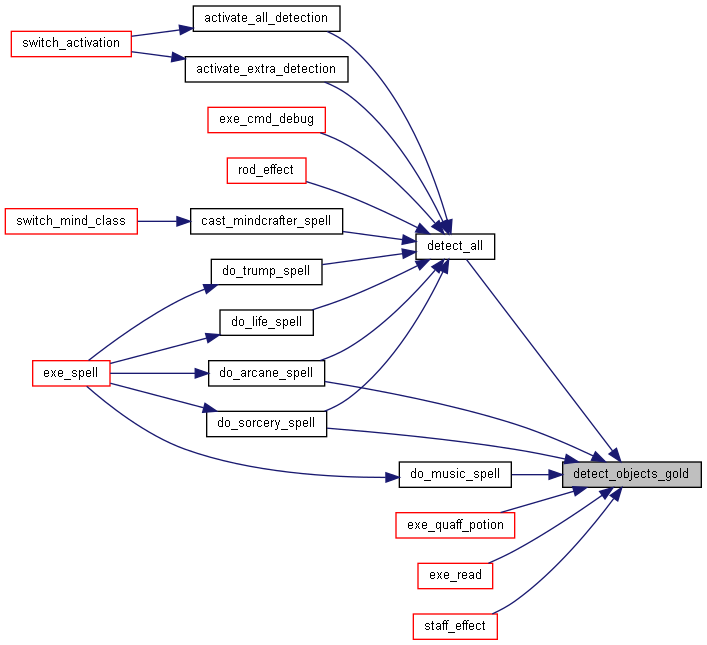 activate_all_detection
switch_activation
activate_extra_detection
exe_cmd_debug
rod_effect
switch_mind_class
cast_mindcrafter_spell
detect_all
do_trump_spell
do_life_spell
exe_spell
do_arcane_spell
do_sorcery_spell
do_music_spell
detect_objects_gold
exe_quaff_potion
exe_read
staff_effect